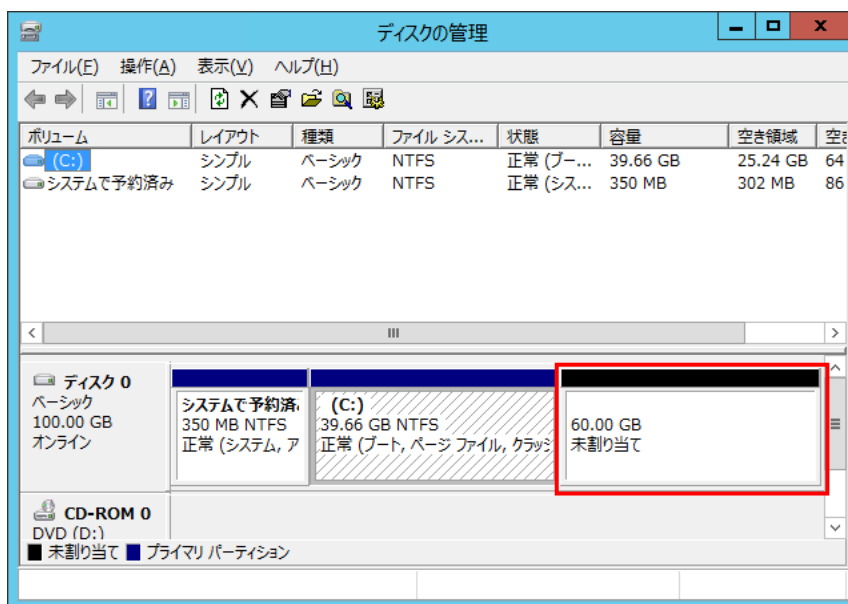 ディスクの管理
ファイル(F) 操作(A) 表示(V) ヘルプ(H)
ボリューム レイアウト 種類 ファイル シス... 状態 容量 空き領域 空き
(C:) シンプル ベーシック NTFS 正常 (ブー... 39.66 GB 25.24 GB 64
システムで予約済み シンプル ベーシック NTFS 正常 (シス... 350 MB 302 MB 86
ディスク 0
ベーシック
100.00 GB
オンライン
システムで予約済
350 MB NTFS
正常 (システム, ア
(C:)
39.66 GB NTFS
正常 (ブート, ページ ファイル, クラッシ
60.00 GB
未割り当て
CD-ROM 0
DVD (D:)
未割り当て プライマリ パーティション